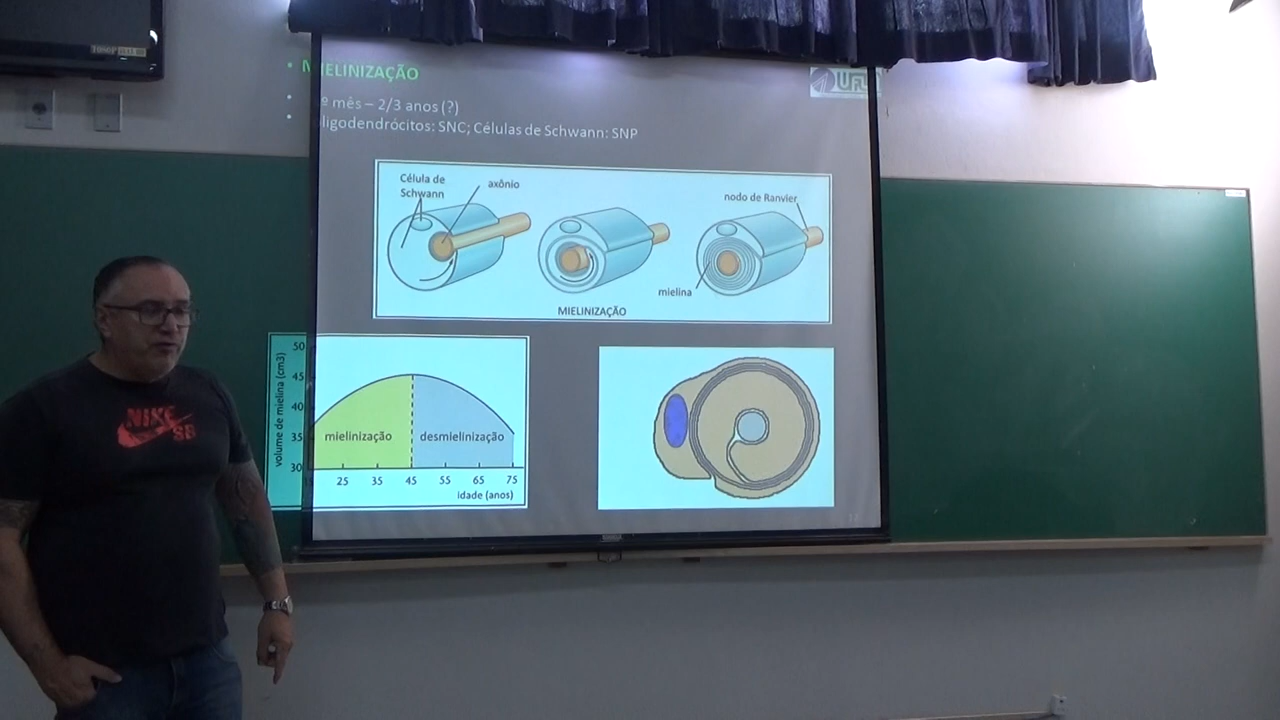 MIELINIZAÇÃO
º mês – 2/3 anos (?)
ligodendrócitos: SNC; Células de Schwann: SNP
Célula de
Schwann
axônio
nodo de Ranvier
mielina
MIELINIZAÇÃO
volume de mielina (cm3)
50
45
40
35
30
mielinização
desmielinização
25 35 45 55 65 75
idade (anos)
NIKE
SB